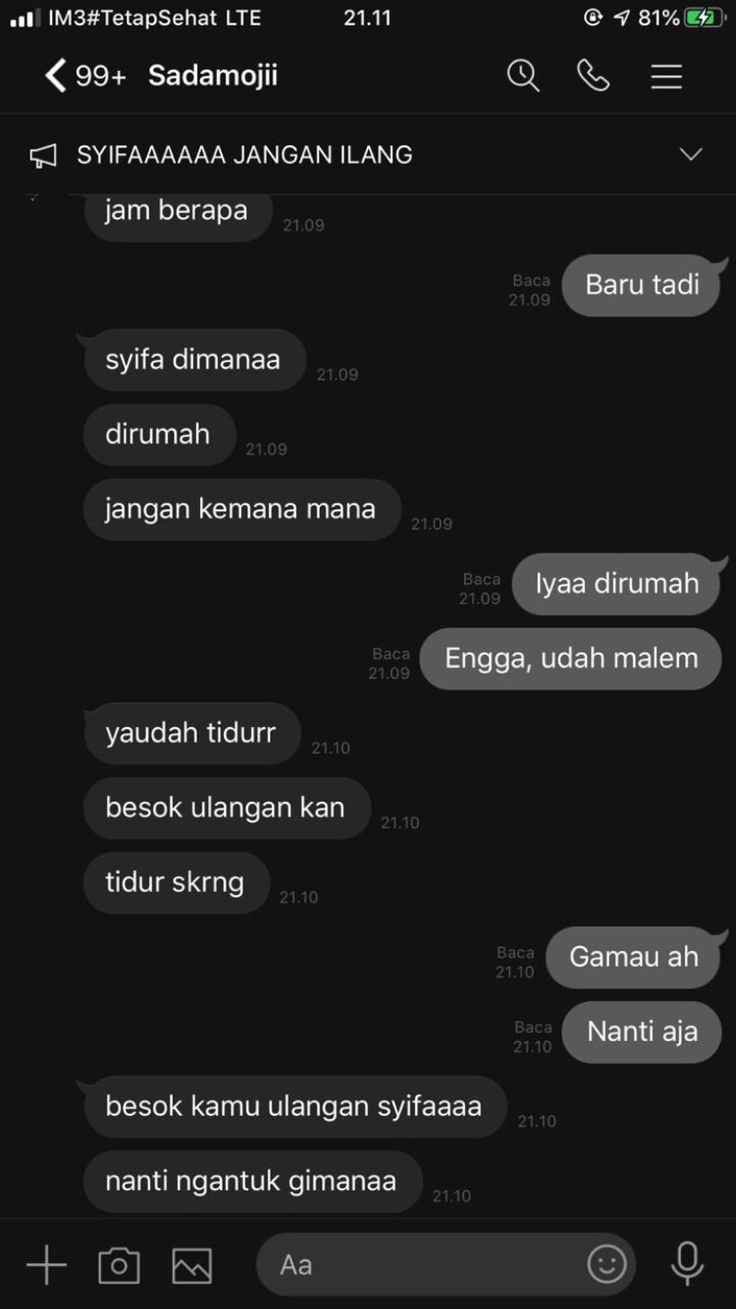 IM3#TetapSehat LTE 21.11 81%
99+ Sadamojii
SYIFAAAAAA JANGAN ILANG
jam berapa
21.09
Baca
21.09
Baru tadi
syifa dimanaa
21.09
dirumah
21.09
jangan kemana mana
21.09
Baca
21.09
Iyaa dirumah
Baca
21.09
Engga, udah malem
yaudah tidurr
21.10
besok ulangan kan
21.10
tidur skrng
21.10
Baca
21.10
Gamau ah
Baca
21.10
Nanti aja
besok kamu ulangan syifaaaa
21.10
nanti ngantuk gimanaa
21.10
Aa